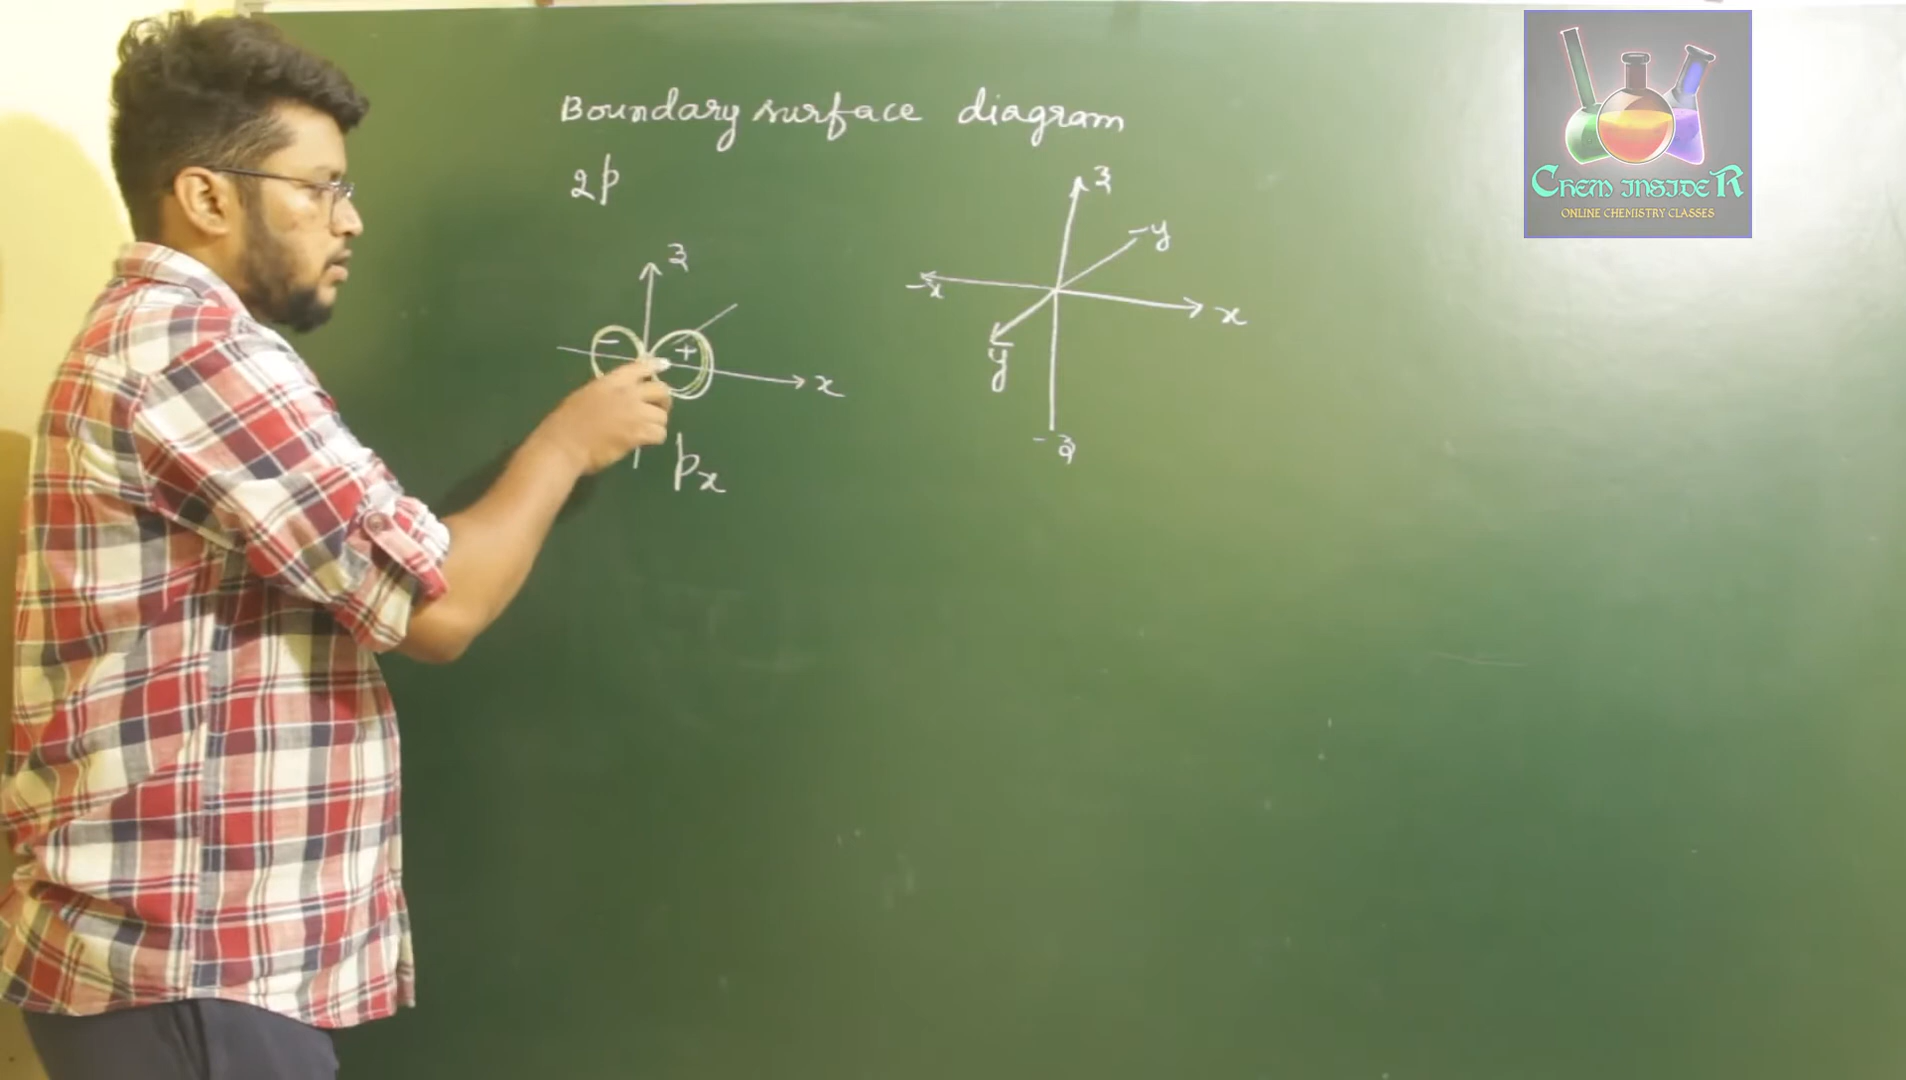 Boundary surface diagram
2p
z
-
+
x
px
z
-y
-x
x
y
-z
CHEM INSIDER
ONLINE CHEMISTRY CLASSES